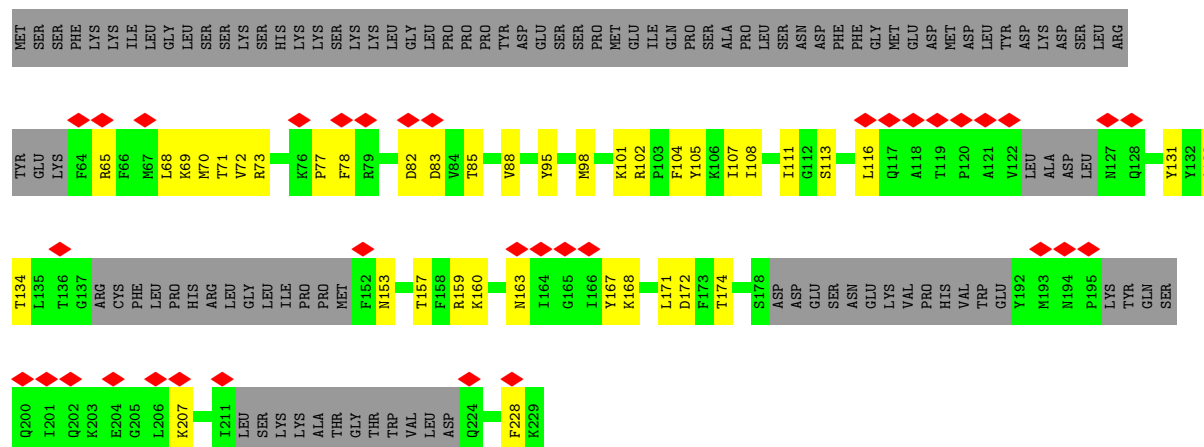 MET SER SER PHE LYS LYS ILE LEU GLY LEU SER SER LYS SER HIS LYS LYS SER LYS LYS LEU GLY LEU PRO PRO PRO TYR ASP GLU SER SER PRO MET GLU ILE GLN PRO SER ALA PRO LEU SER ASN ASP PHE PHE GLY MET GLU ASP MET ASP LEU TYR ASP LYS ASP SER LEU ARG
TYR GLU LYS F64 R65 F66 M67 L68 K69 M70 T71 V72 R73 K76 P77 F78 R79 D82 D83 V84 T85 V88 Y95 M98 K101 R102 P103 F104 Y105 K106 I107 I108 I111 G112 S113 L116 Q117 A118 T119 P120 A121 V122 LEU ALA ASP LEU N127 Q128 Y131 Y132
T134 L135 T136 G137 ARG CYS PHE LEU PRO HIS ARG LEU GLY LEU ILE PRO PRO MET F152 N153 T157 F158 R159 K160 N163 I164 G165 I166 Y167 K168 L171 D172 F173 T174 S178 ASP ASP GLU SER ASN GLU LYS VAL PRO HIS VAL TRP GLU Y192 M193 N194 P195 LYS TYR GLN SER
Q200 I201 Q202 K203 E204 G205 L206 K207 I211 LEU SER LYS LYS ALA THR GLY THR TRP VAL LEU ASP Q224 F228 K229